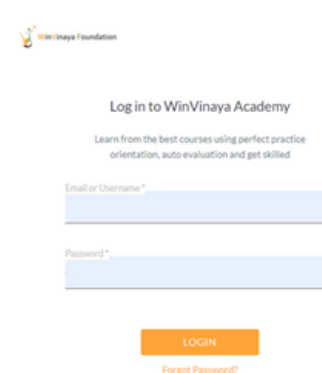 WinVinaya Foundation
Log in to WinVinaya Academy
Learn from the best courses using perfect practice
orientation, auto evaluation and get skilled
Email or Username *
Password *
LOGIN
Forgot Password?